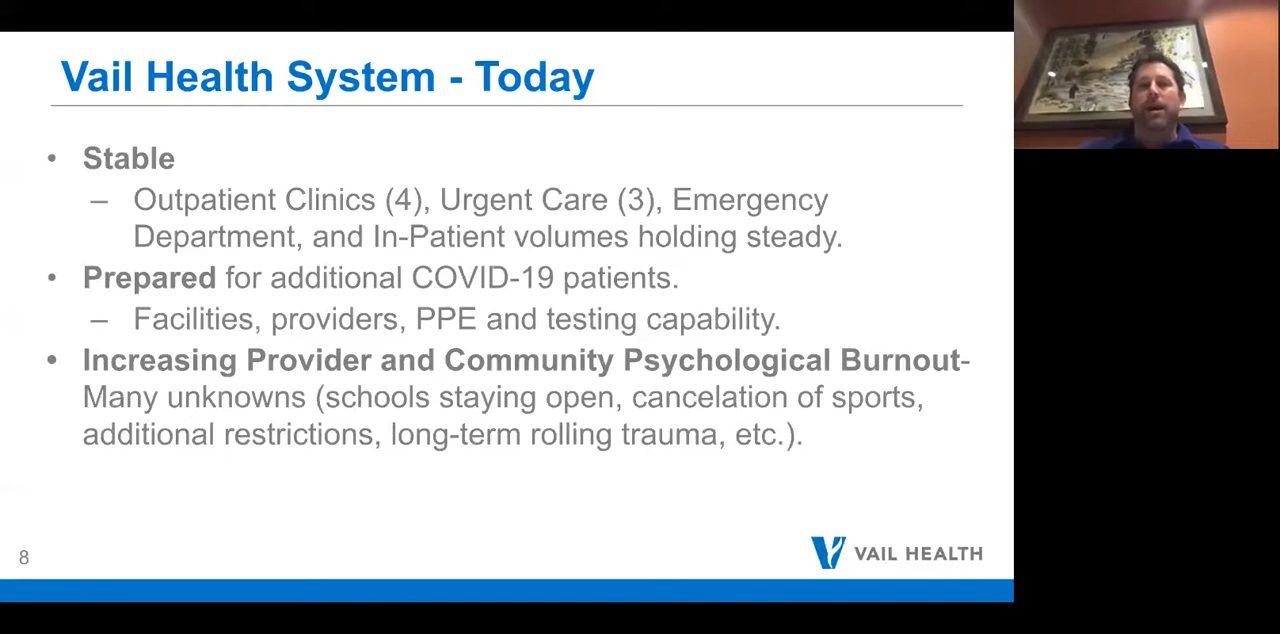 Vail Health System - Today
• Stable
– Outpatient Clinics (4), Urgent Care (3), Emergency
Department, and In-Patient volumes holding steady.
• Prepared for additional COVID-19 patients.
– Facilities, providers, PPE and testing capability.
• Increasing Provider and Community Psychological Burnout-
Many unknowns (schools staying open, cancelation of sports,
additional restrictions, long-term rolling trauma, etc.).
8
VAIL HEALTH